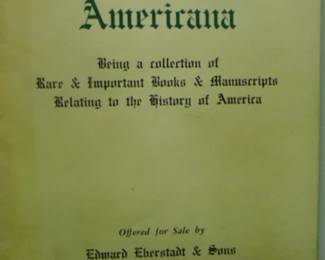 Americana
Being a collection of
Rare & Important Books & Manuscripts
Relating to the History of America
Offered for Sale by
Edward Eberstadt & Sons